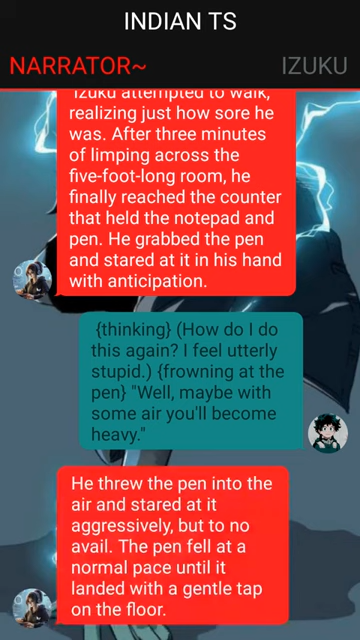 INDIAN TS
NARRATOR~ IZUKU
Izuku attempted to walk,
realizing just how sore he
was. After three minutes
of limping across the
five-foot-long room, he
finally reached the counter
that held the notepad and
pen. He grabbed the pen
and stared at it in his hand
with anticipation.
{thinking} (How do I do
this again? I feel utterly
stupid.) {frowning at the
pen} "Well, maybe with
some air you'll become
heavy."
He threw the pen into the
air and stared at it
aggressively, but to no
avail. The pen fell at a
normal pace until it
landed with a gentle tap
on the floor.